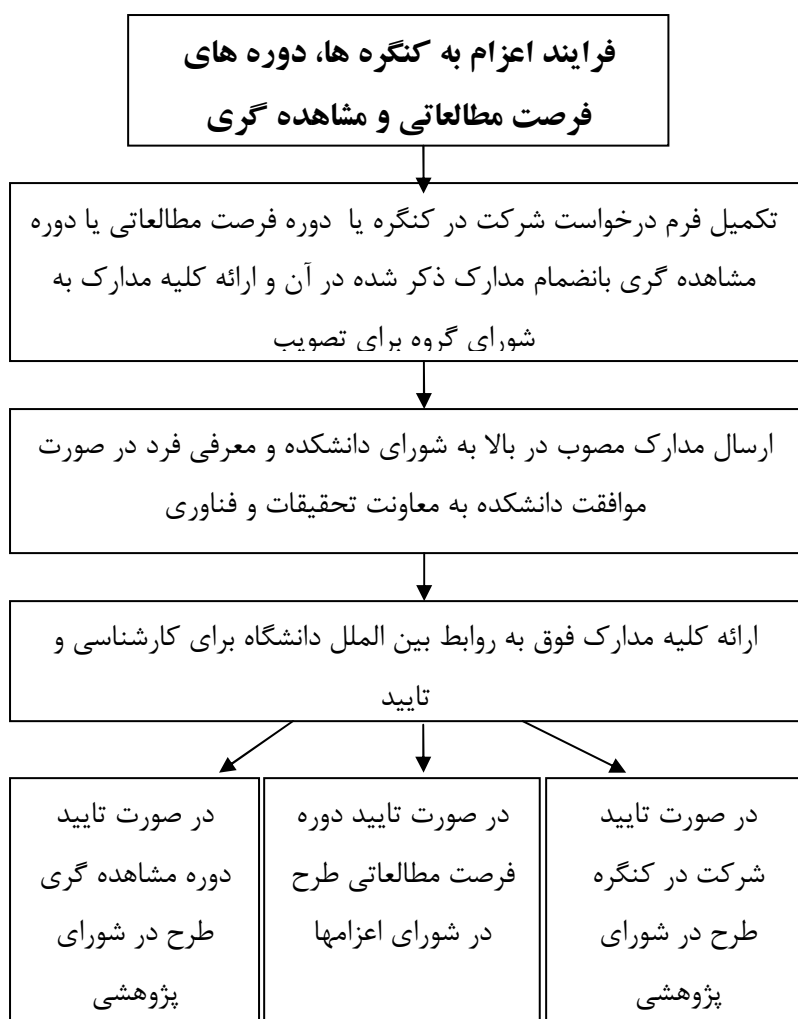 فرایند اعزام به کنگره ها، دوره های
فرصت مطالعاتی و مشاهده گری
تکمیل فرم درخواست شرکت در کنگره یا دوره فرصت مطالعاتی یا دوره
مشاهده گری بانضمام مدارک ذکر شده در آن و ارائه کلیه مدارک به
شورای گروه برای تصویب
ارسال مدارک مصوب در بالا به شورای دانشکده و معرفی فرد در صورت
موافقت دانشکده به معاونت تحقیقات و فناوری
ارائه کلیه مدارک فوق به روابط بین الملل دانشگاه برای کارشناسی و
تایید
در صورت تایید
شرکت در کنگره
طرح در شورای
پژوهشی
در صورت تایید دوره
فرصت مطالعاتی طرح
در شورای اعزامها
در صورت تایید
دوره مشاهده گری
طرح در شورای
پژوهشی